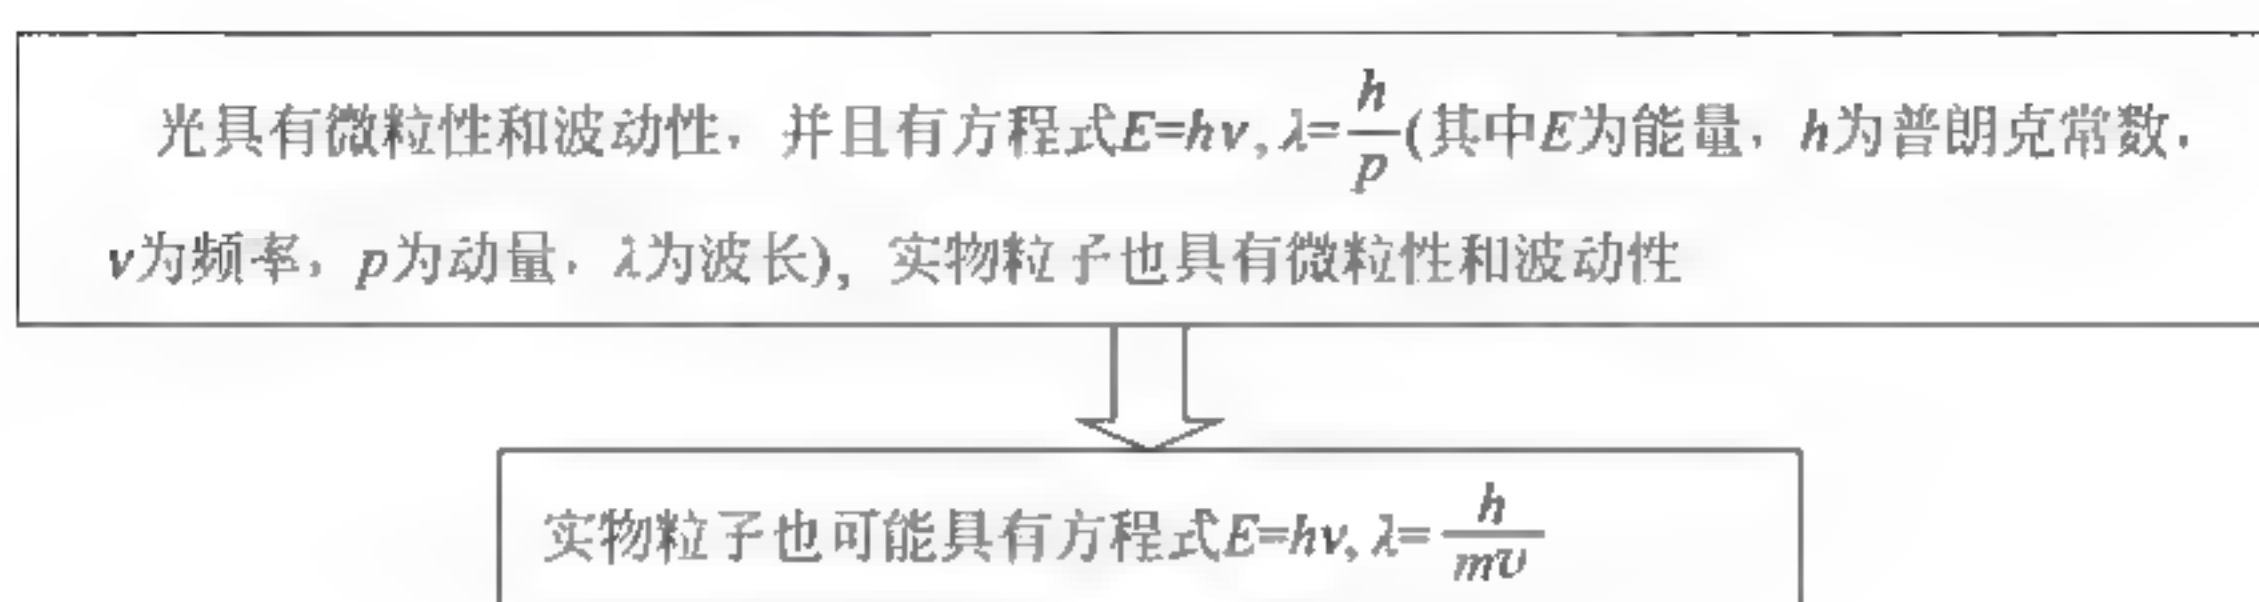 光具有微粒性和波动性，并且有方程式E=hν, λ=h/p(其中E为能量，h为普朗克常数，
ν为频率，p为动量，λ为波长)，实物粒子也具有微粒性和波动性
实物粒子也可能具有方程式E=hν, λ=h/mυ